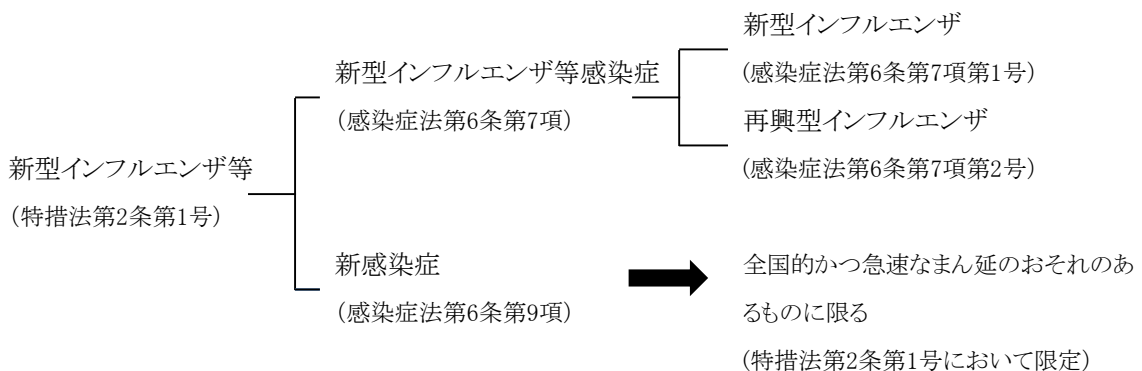 新型インフルエンザ等
(特措法第2条第1号)
新型インフルエンザ等感染症
(感染症法第6条第7項)
新型インフルエンザ
(感染症法第6条第7項第1号)
再興型インフルエンザ
(感染症法第6条第7項第2号)
新感染症
(感染症法第6条第9項)
全国的かつ急速なまん延のおそれのあ
るものに限る
(特措法第2条第1号において限定)